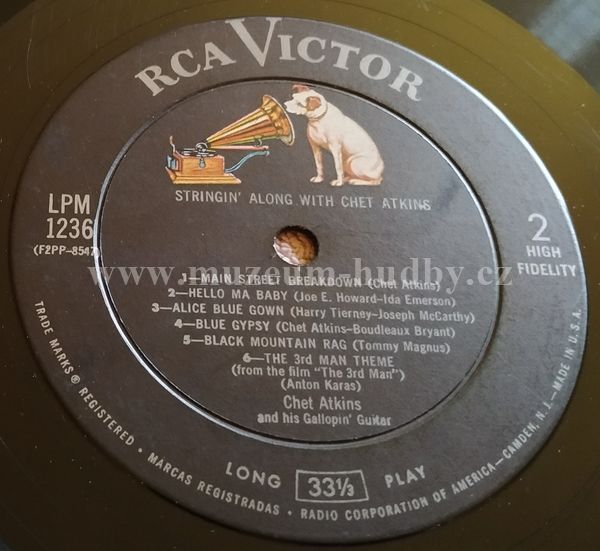 RCA VICTOR
STRINGIN' ALONG WITH CHET ATKINS
LPM
1236
(F2PP-8547)
2
HIGH
FIDELITY
www.muzeum-hudby.cz
1—MAIN STREET BREAKDOWN (Chet Atkins)
2—HELLO MA BABY (Joe E. Howard-Ida Emerson)
3—ALICE BLUE GOWN (Harry Tierney-Joseph McCarthy)
4—BLUE GYPSY (Chet Atkins-Boudleaux Bryant)
5—BLACK MOUNTAIN RAG (Tommy Magnus)
6—THE 3rd MAN THEME
(from the film "The 3rd Man")
(Anton Karas)
Chet Atkins
and his Gallopin' Guitar
LONG 33⅓ PLAY
TRADE MARKS ® REGISTERED • MARCAS REGISTRADAS • RADIO CORPORATION OF AMERICA—CAMDEN, N.J.—MADE IN U.S.A.